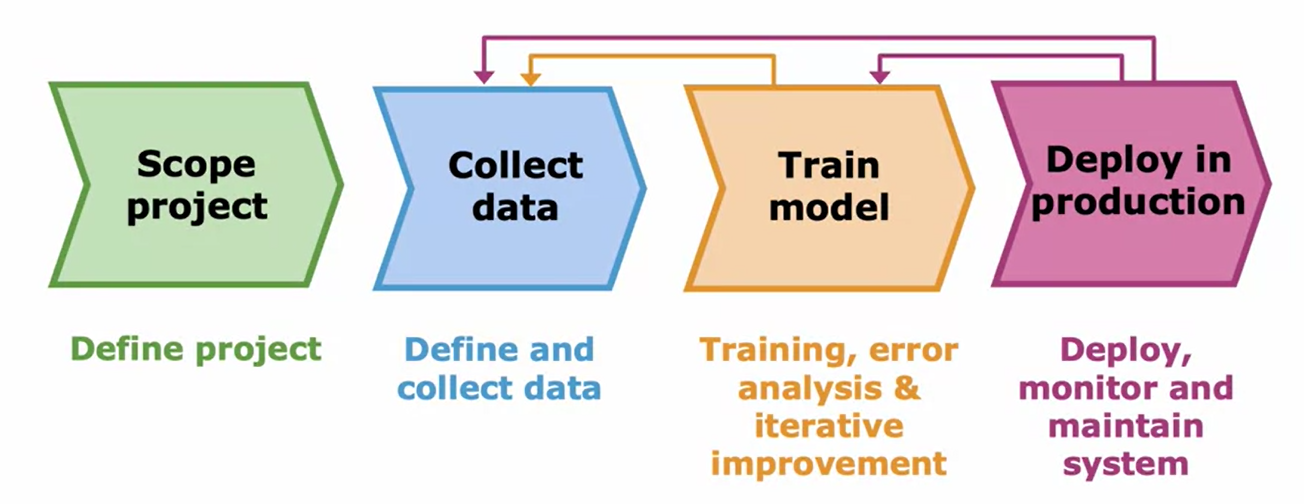 Scope
project
Collect
data
Train
model
Deploy in
production
Define project
Define and
collect data
Training, error
analysis &
iterative
improvement
Deploy,
monitor and
maintain
system